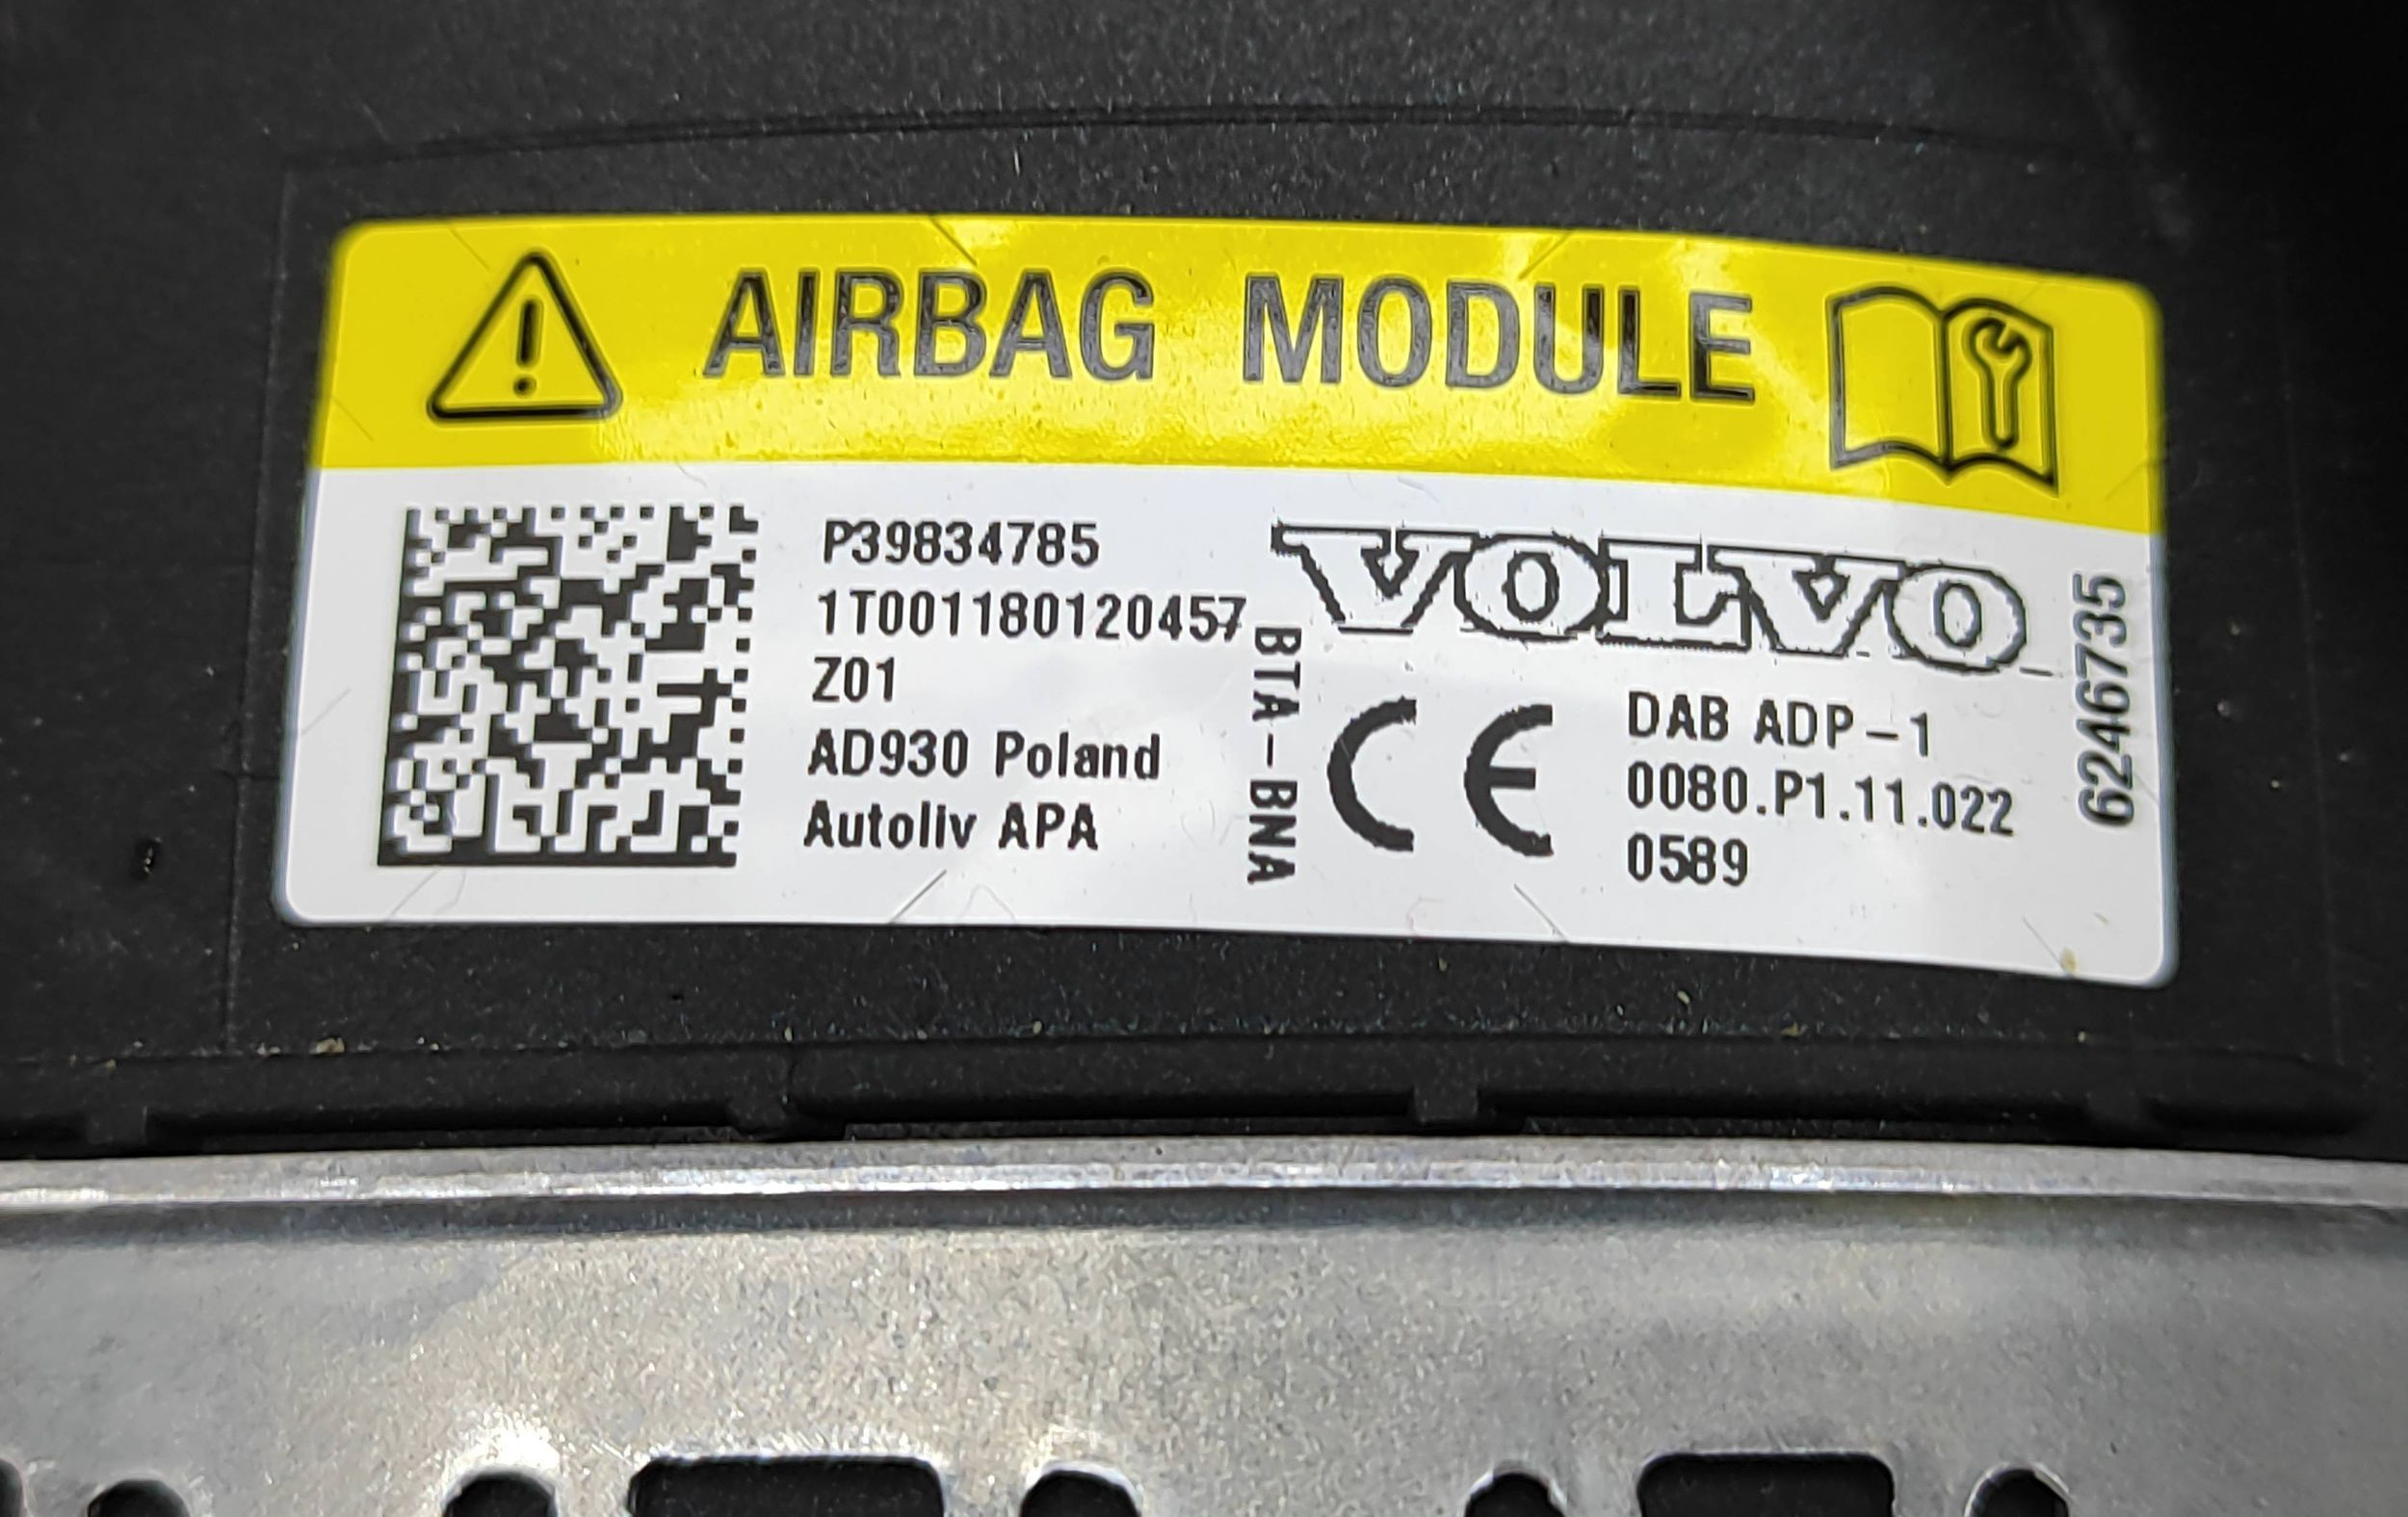 AIRBAG MODULE
P39834785
1T001180120457
Z01
AD930 Poland
Autoliv APA
BTA-BNA
VOLVO
CE
DAB ADP-1
0080.P1.11.022
0589
6246735